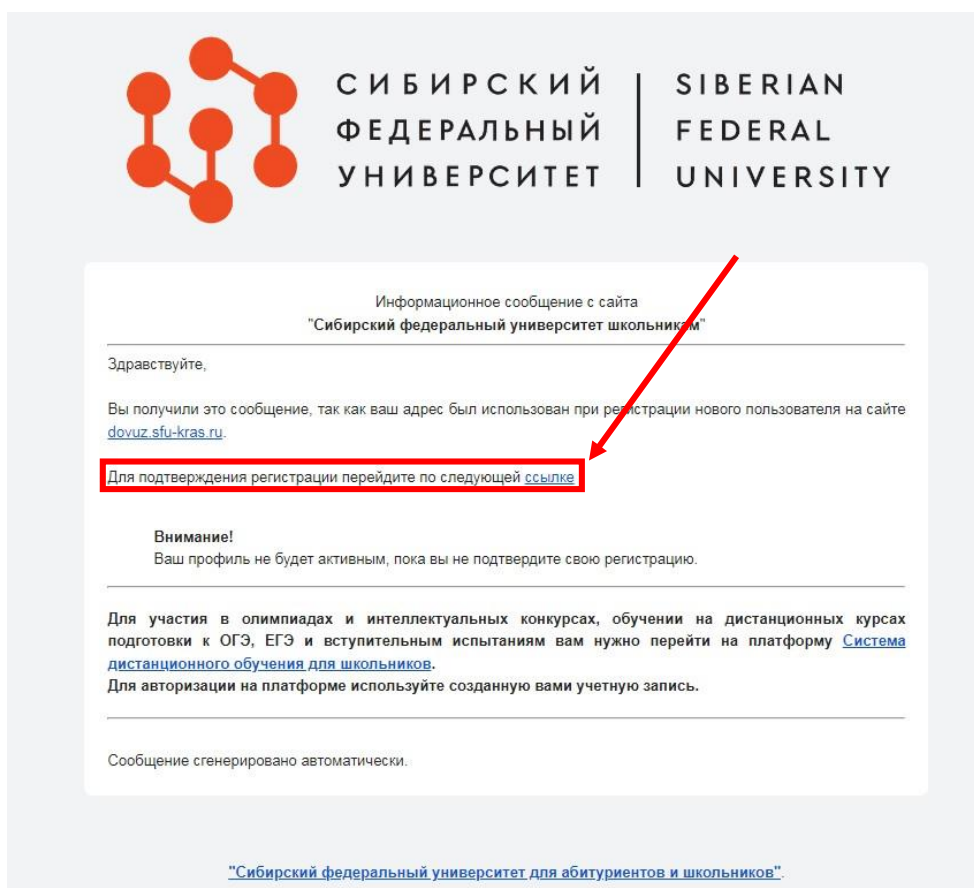 СИБИРСКИЙ
ФЕДЕРАЛЬНЫЙ
УНИВЕРСИТЕТ
SIBERIAN
FEDERAL
UNIVERSITY
Информационное сообщение с сайта
"Сибирский федеральный университет школьникам"
Здравствуйте,
Вы получили это сообщение, так как ваш адрес был использован при регистрации нового пользователя на сайте
dovuz.sfu-kras.ru.
Для подтверждения регистрации перейдите по следующей ссылке
Внимание!
Ваш профиль не будет активным, пока вы не подтвердите свою регистрацию.
Для участия в олимпиадах и интеллектуальных конкурсах, обучении на дистанционных курсах
подготовки к ОГЭ, ЕГЭ и вступительным испытаниям вам нужно перейти на платформу Система
дистанционного обучения для школьников.
Для авторизации на платформе используйте созданную вами учетную запись.
Сообщение сгенерировано автоматически.
"Сибирский федеральный университет для абитуриентов и школьников".